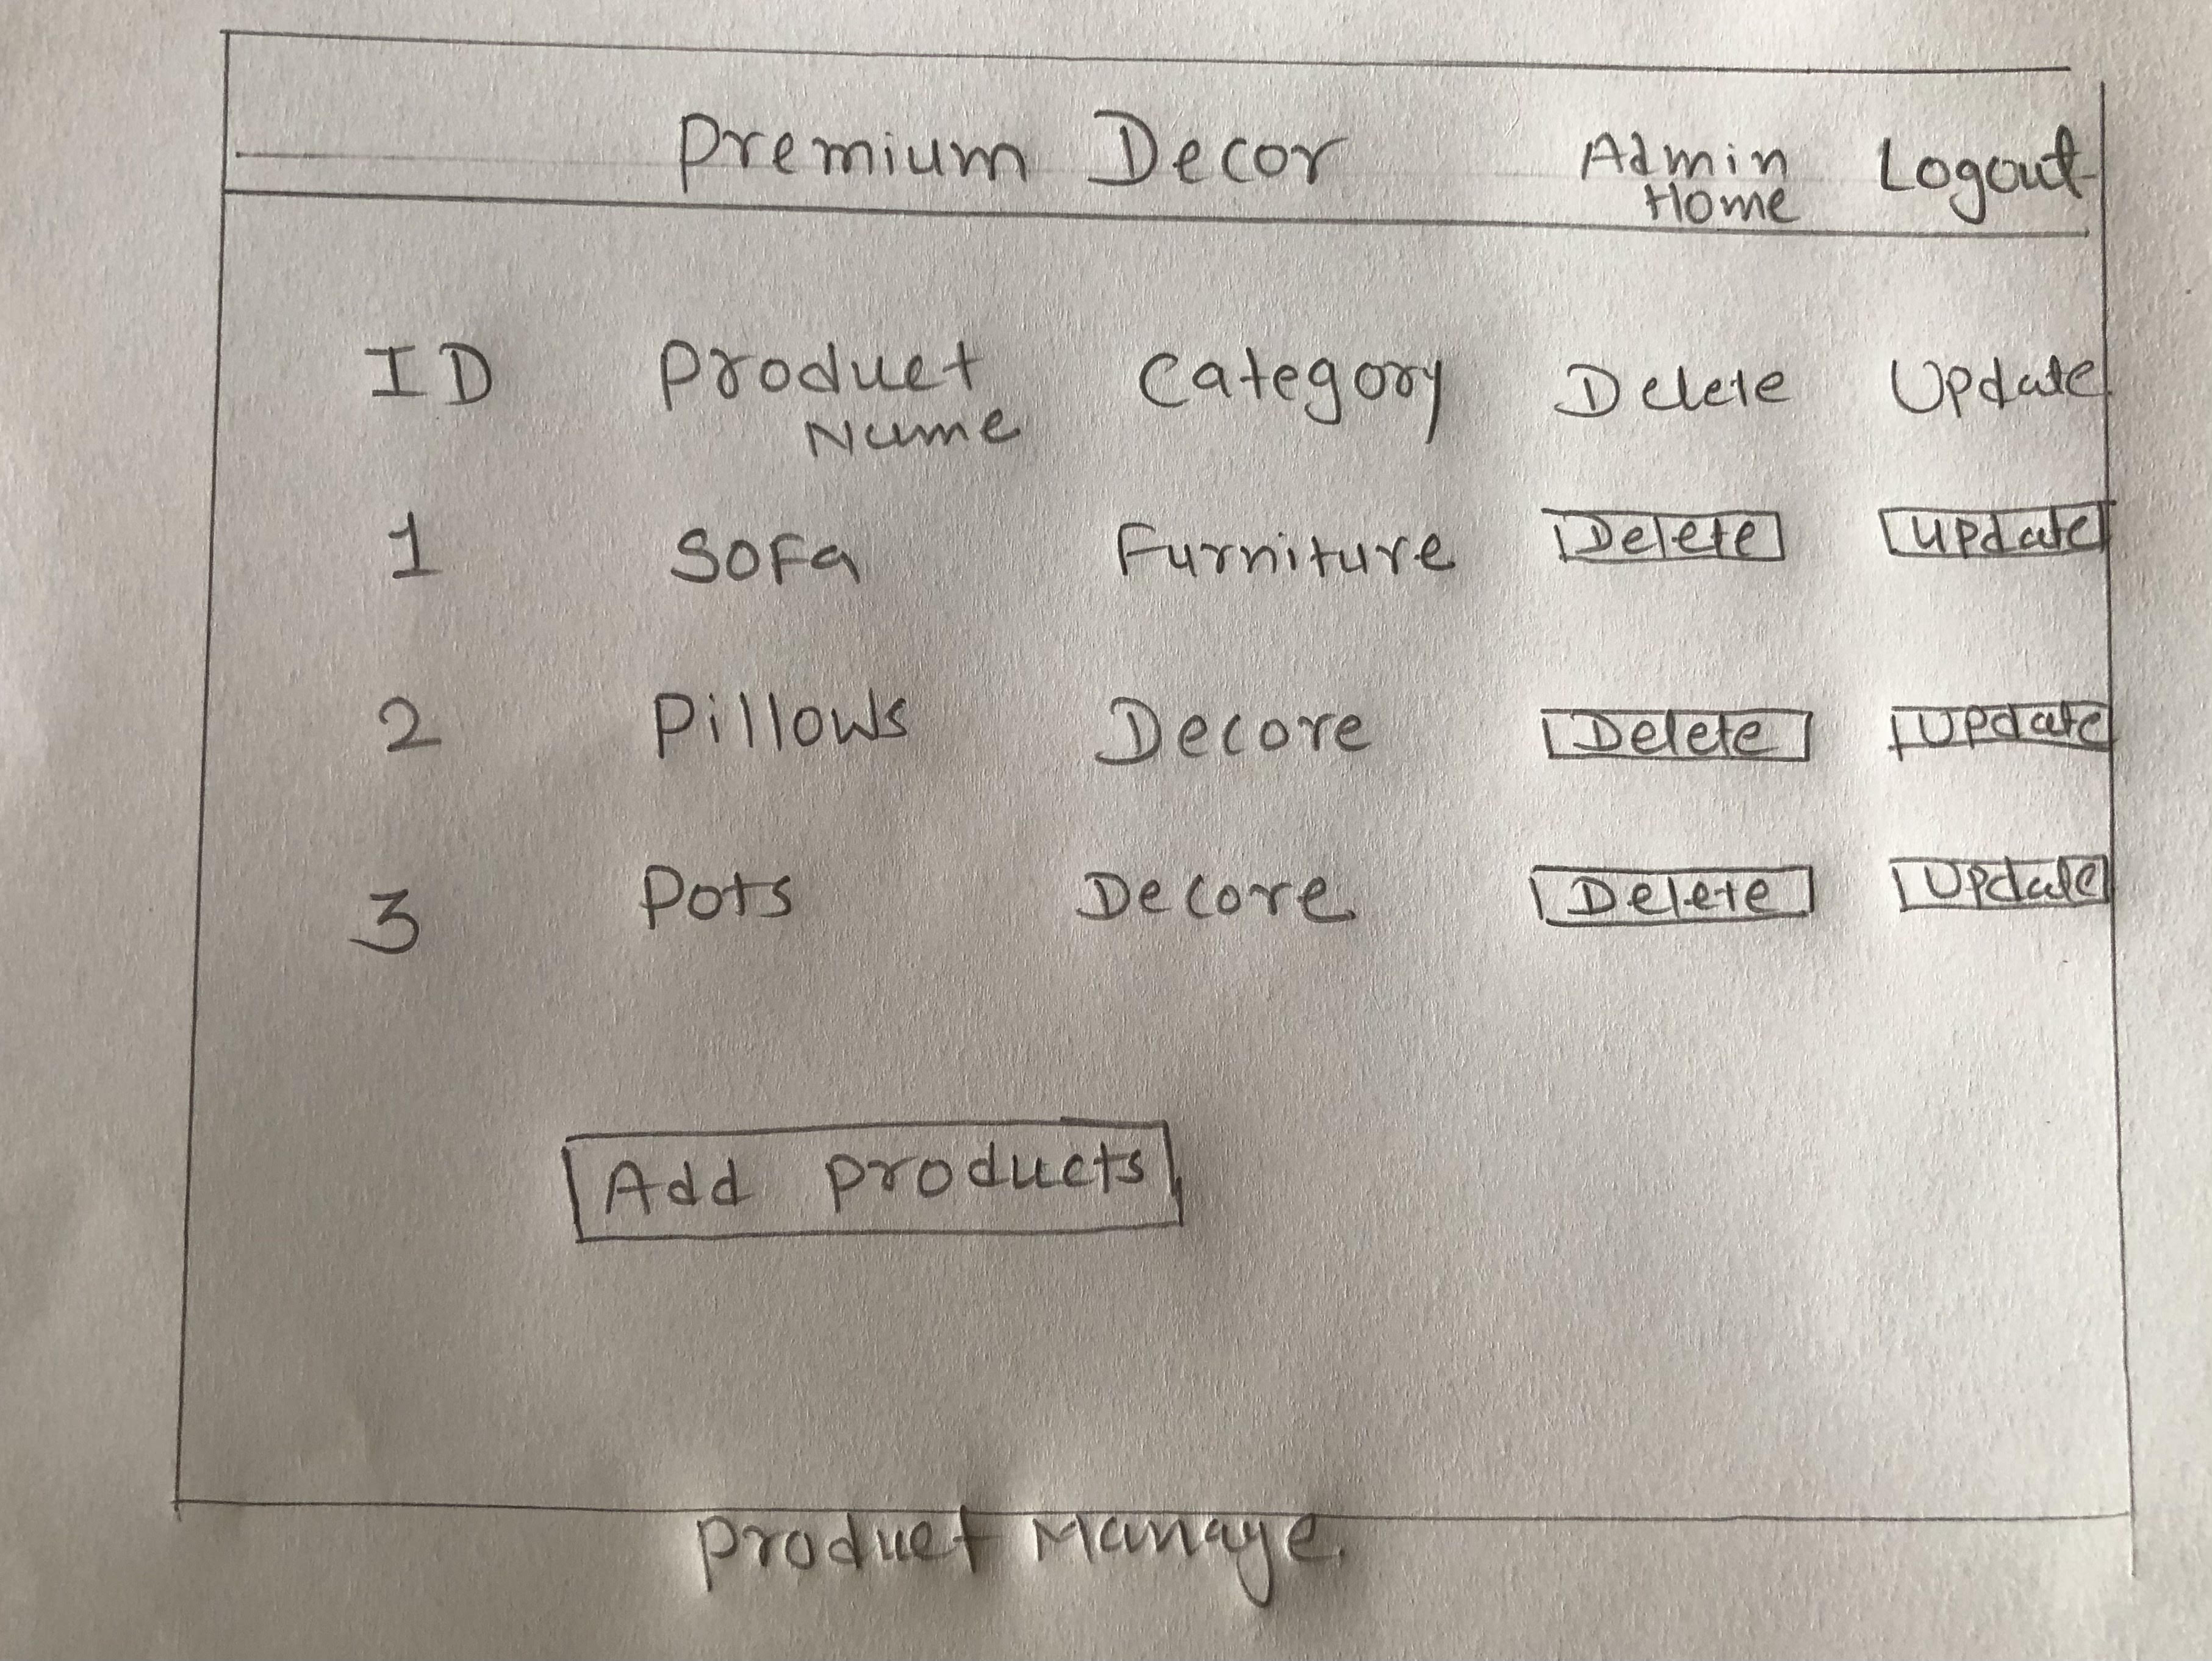 Premium Decor Admin Home Logout
ID Product Name Category Delete Update
1 Sofa Furniture Delete Update
2 Pillows Decore Delete Update
3 Pots Decore Delete Update
Add products
Product Manage.